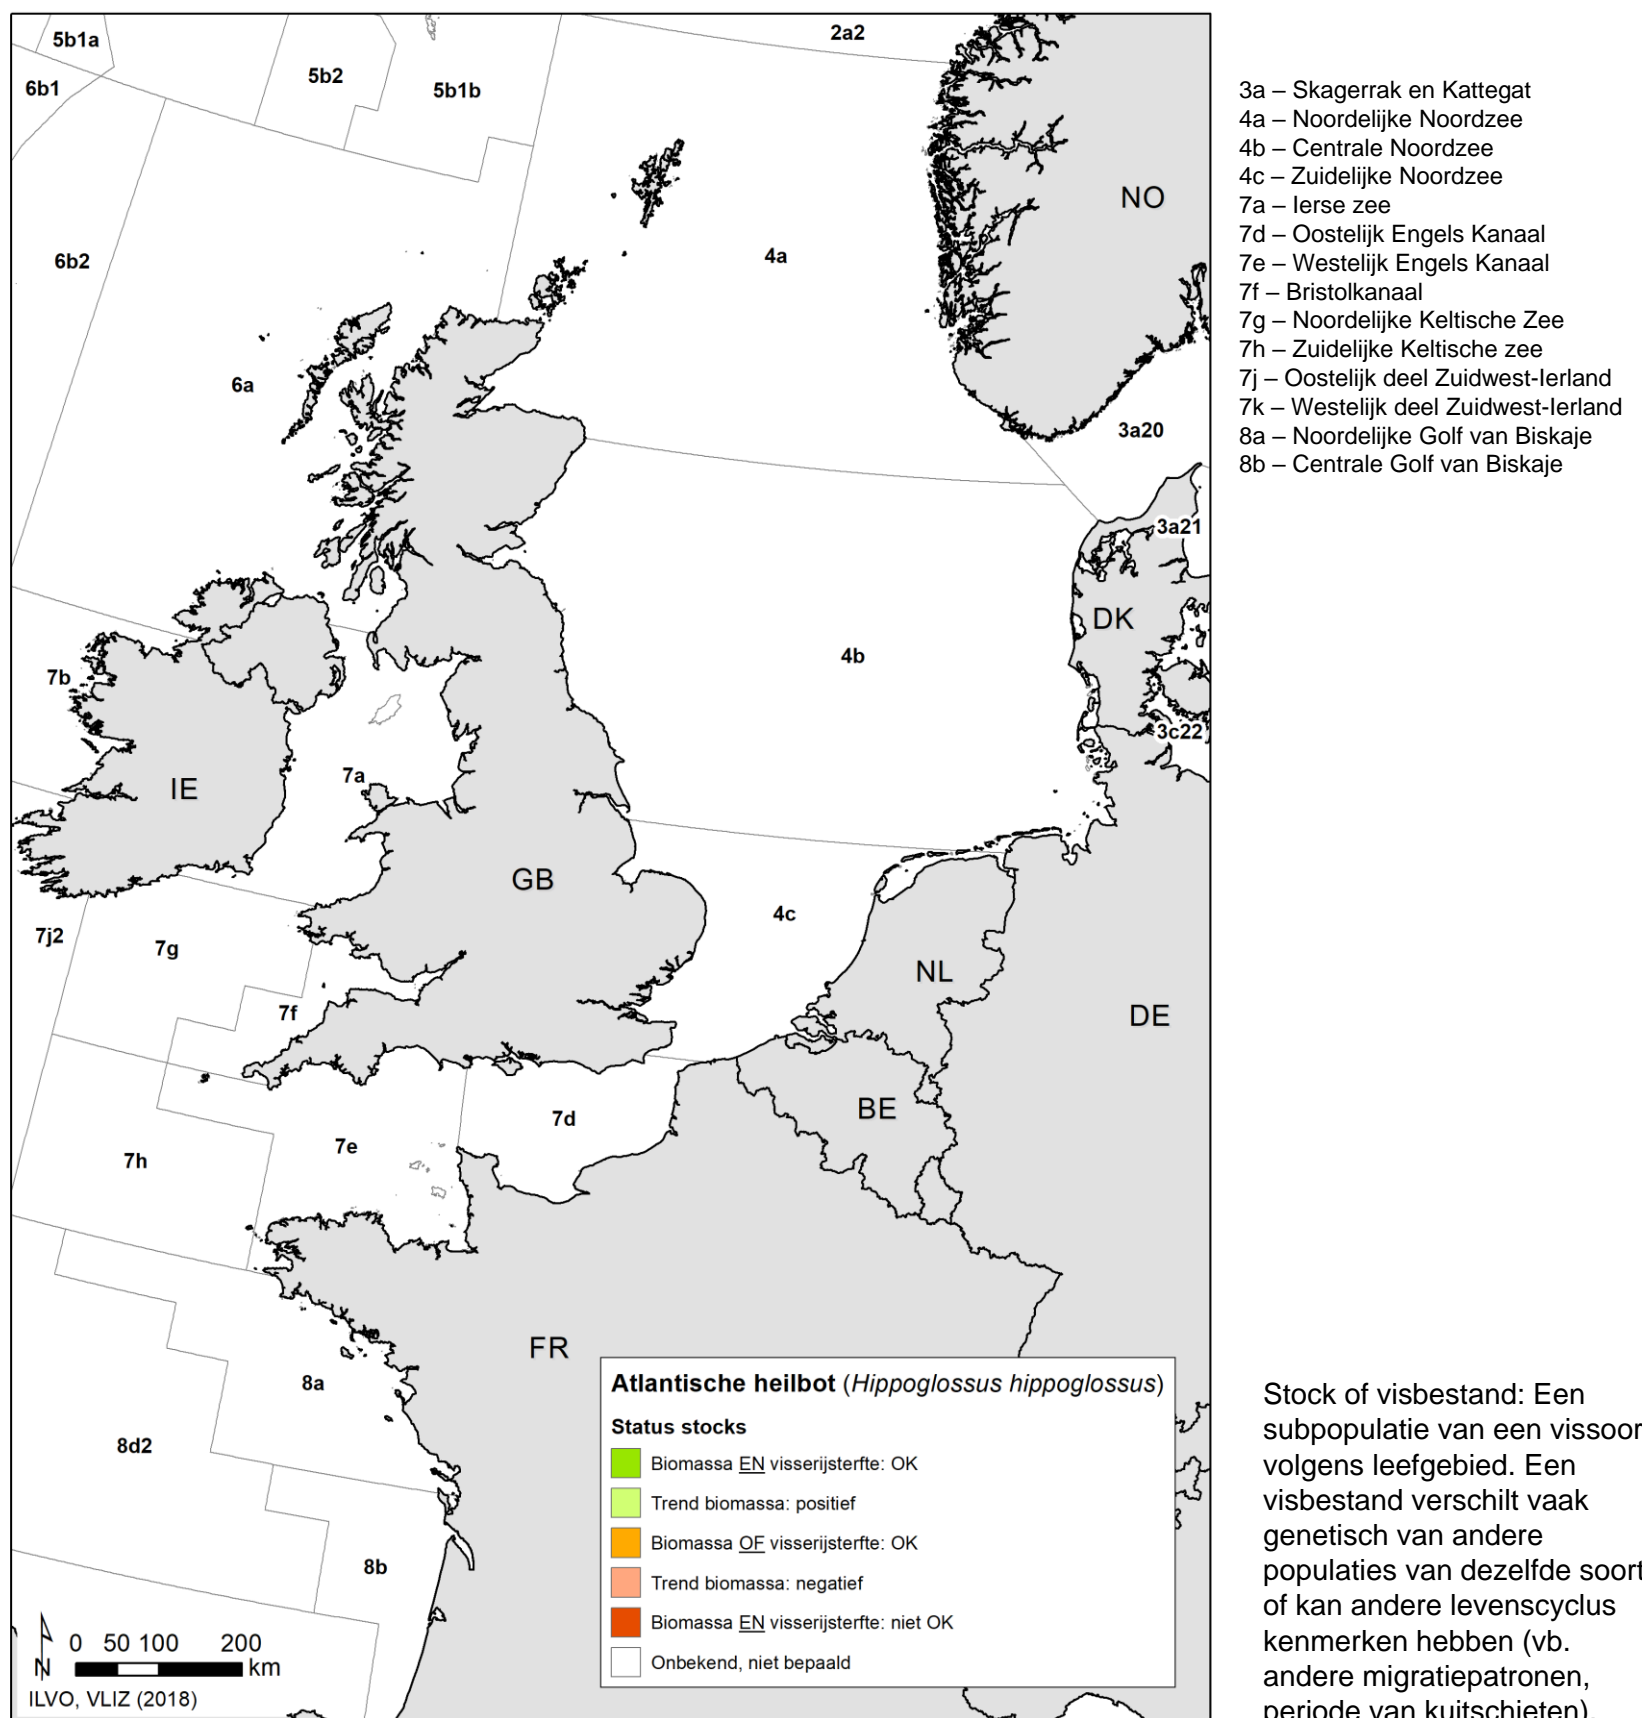 5b1a
2a2
6b1
5b2
5b1b
NO
6b2
4a
6a
3a20
3a21
DK
4b
7b
3c22
7a
IE
GB
4c
7j2
7g
NL
7f
DE
7d
BE
7e
7h
FR
8a
8d2
8b
3a – Skagerrak en Kattegat
4a – Noordelijke Noordzee
4b – Centrale Noordzee
4c – Zuidelijke Noordzee
7a – Ierse zee
7d – Oostelijk Engels Kanaal
7e – Westelijk Engels Kanaal
7f – Bristolkanaal
7g – Noordelijke Keltische Zee
7h – Zuidelijke Keltische zee
7j – Oostelijk deel Zuidwest-Ierland
7k – Westelijk deel Zuidwest-Ierland
8a – Noordelijke Golf van Biskaje
8b – Centrale Golf van Biskaje
Atlantische heilbot (Hippoglossus hippoglossus)
Status stocks
Biomassa EN visserijsterfte: OK
Trend biomassa: positief
Biomassa OF visserijsterfte: OK
Trend biomassa: negatief
Biomassa EN visserijsterfte: niet OK
Onbekend, niet bepaald
0 50 100 200
km
N
ILVO, VLIZ (2018)
Stock of visbestand: Een
subpopulatie van een vissoor
volgens leefgebied. Een
visbestand verschilt vaak
genetisch van andere
populaties van dezelfde soort
of kan andere levenscyclus
kenmerken hebben (vb.
andere migratiepatronen,
periode van kuitschieten).